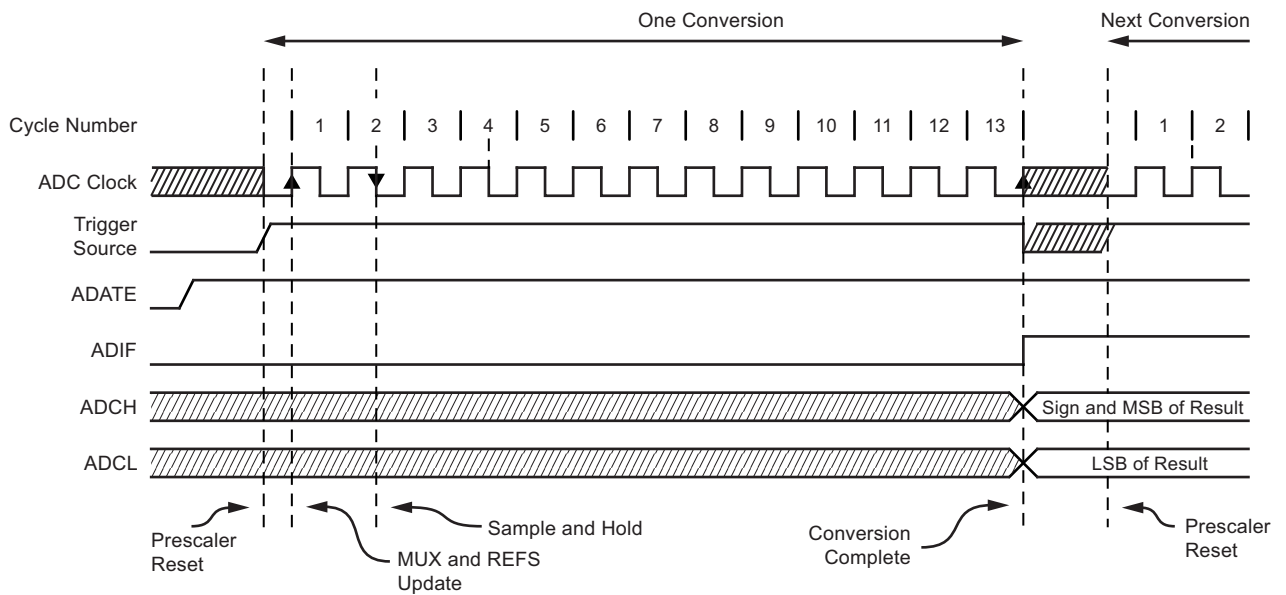 One Conversion
Next Conversion
Cycle Number
1 2 3 4 5 6 7 8 9 10 11 12 13 1 2
ADC Clock
Trigger
Source
ADATE
ADIF
ADCH
Sign and MSB of Result
ADCL
LSB of Result
Prescaler
Reset
MUX and REFS
Update
Sample and Hold
Conversion
Complete
Prescaler
Reset